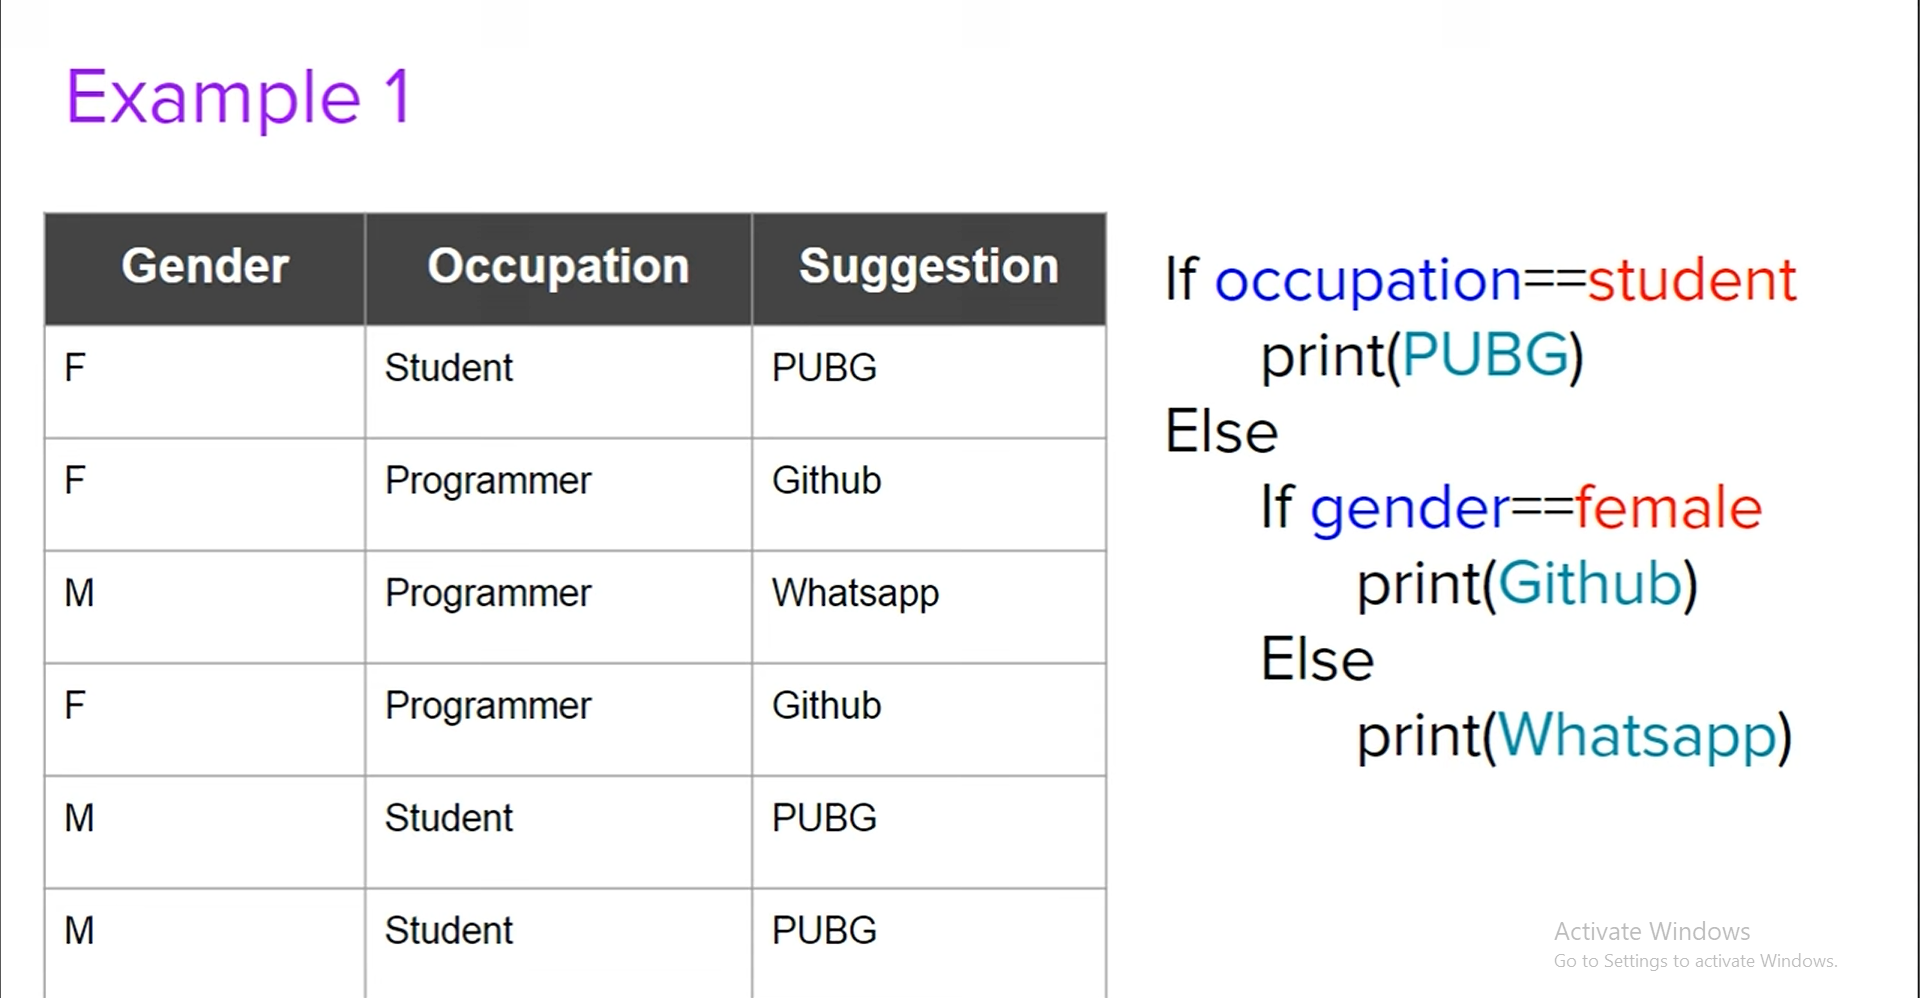 Example 1
Gender Occupation Suggestion
F Student PUBG
F Programmer Github
M Programmer Whatsapp
F Programmer Github
M Student PUBG
M Student PUBG
If occupation==student
print(PUBG)
Else
If gender==female
print(Github)
Else
print(Whatsapp)
Activate Windows
Go to Settings to activate Windows.